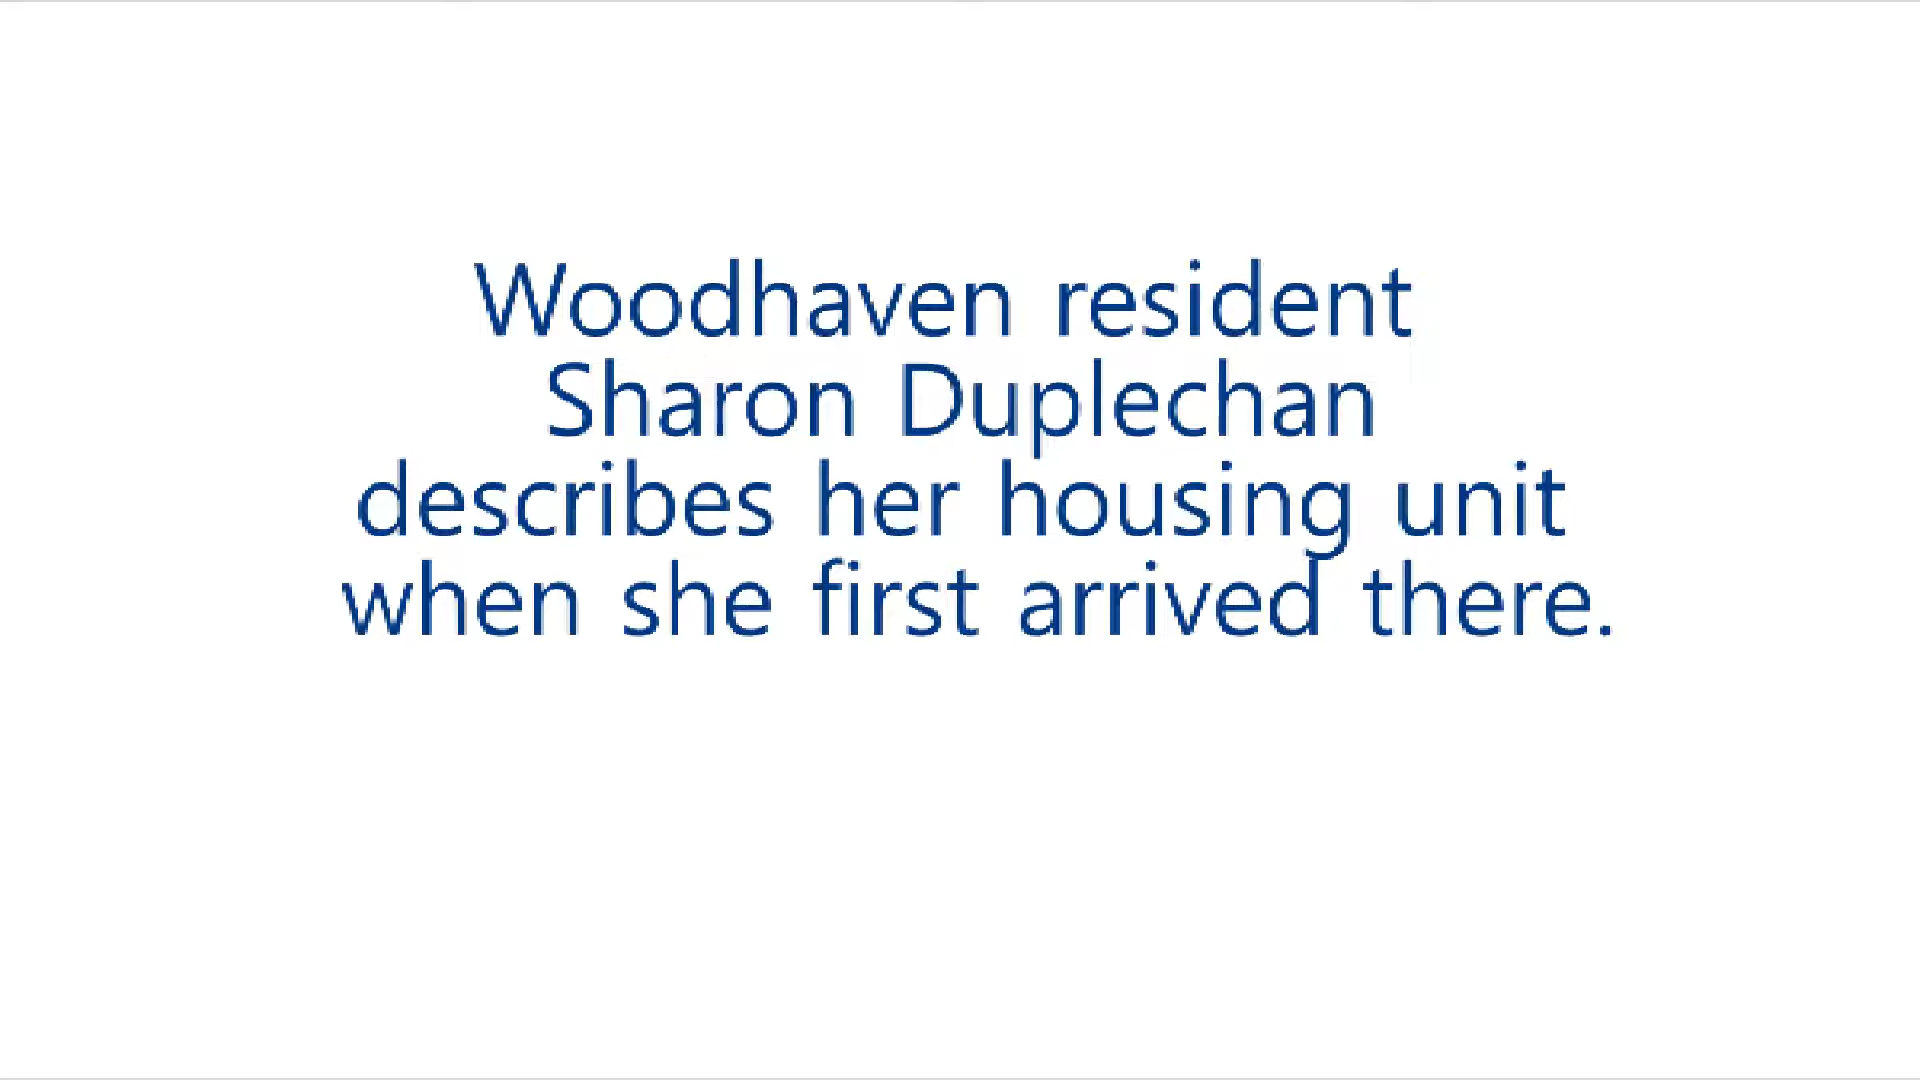 Woodhaven resident
Sharon Duplechan
describes her housing unit
when she first arrived there.